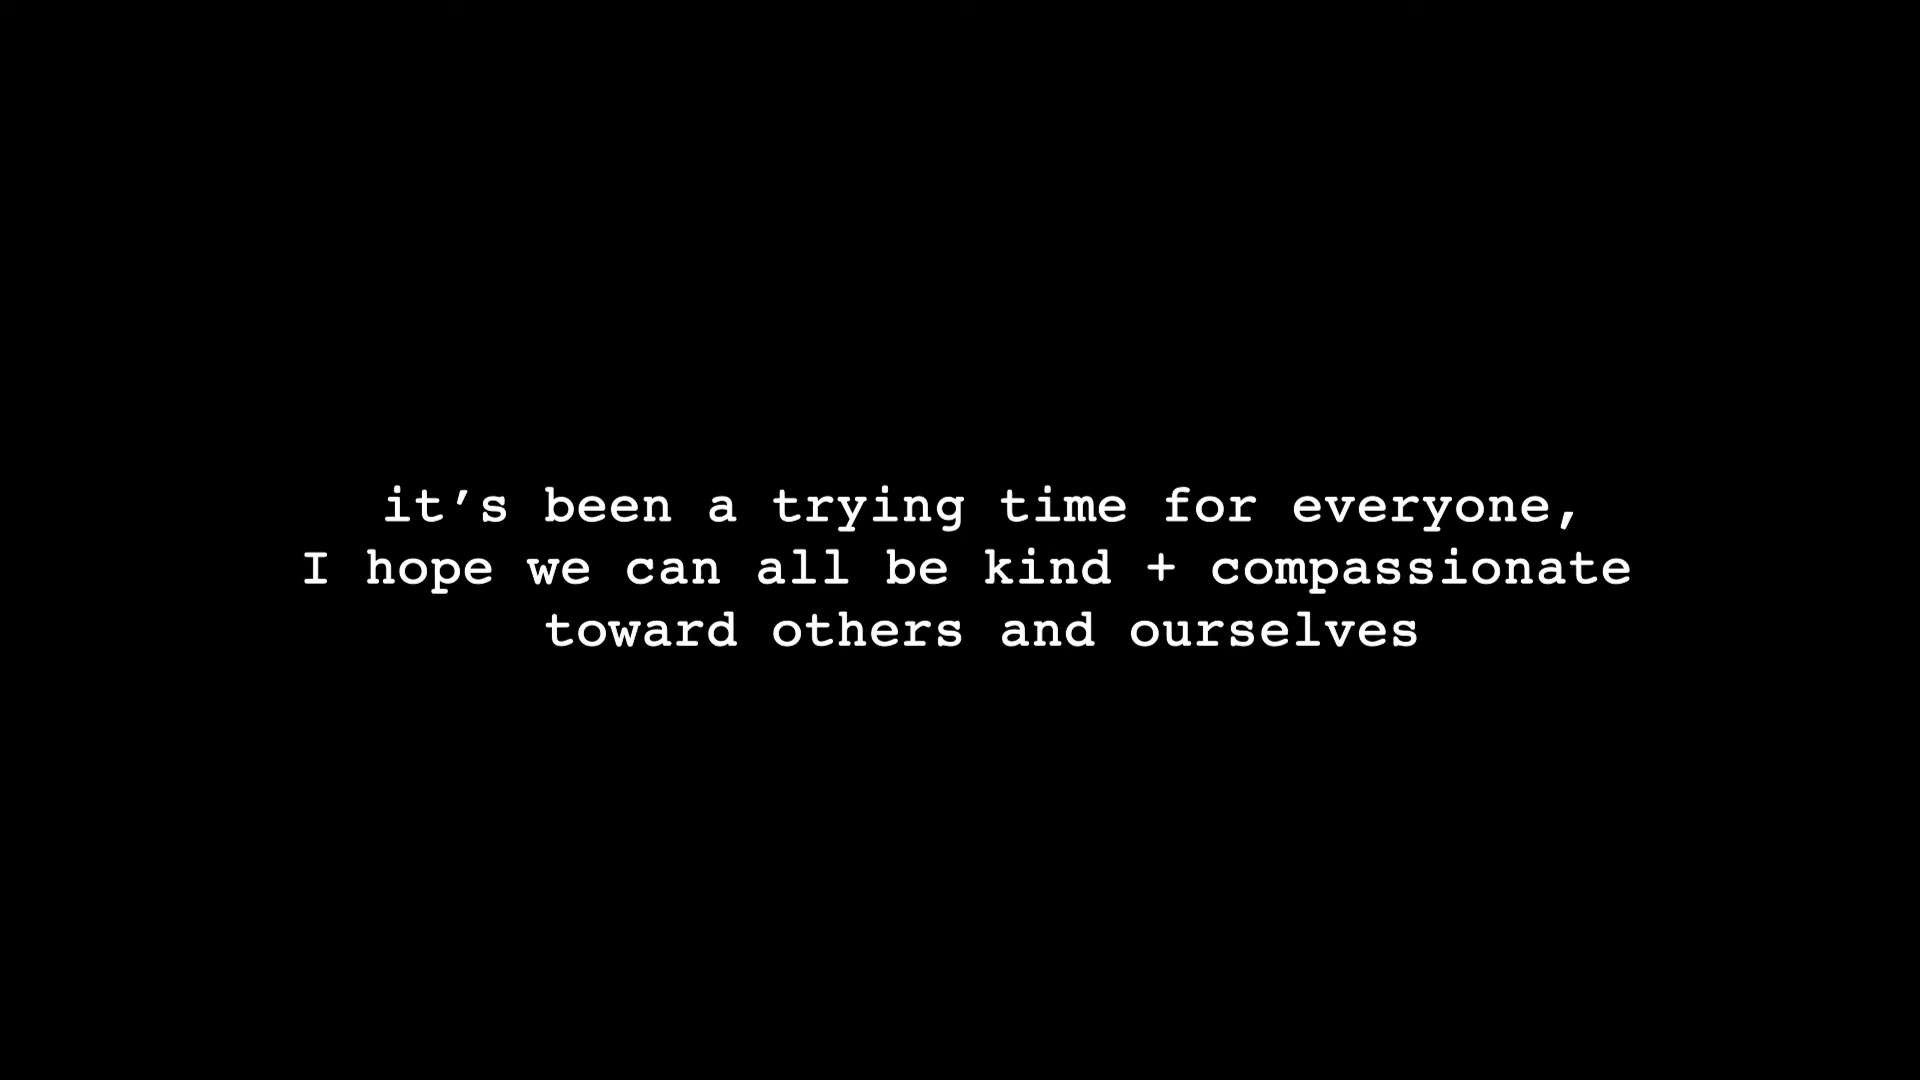 it’s been a trying time for everyone,
I hope we can all be kind + compassionate
toward others and ourselves